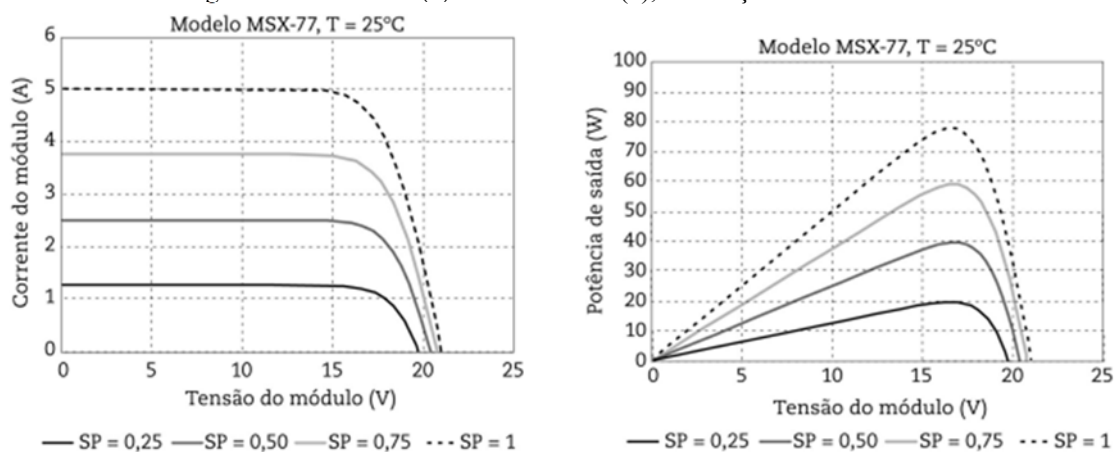 Modelo MSX-77, T = 25ºC
6
5
4
3
2
1
0
Corrente do módulo (A)
0 5 10 15 20 25
Tensão do módulo (V)
SP = 0,25 SP = 0,50 SP = 0,75 SP = 1
Modelo MSX-77, T = 25ºC
100
90
80
70
60
50
40
30
20
10
0
Potência de saída (W)
0 5 10 15 20 25
Tensão do módulo (V)
SP = 0,25 SP = 0,50 SP = 0,75 SP = 1